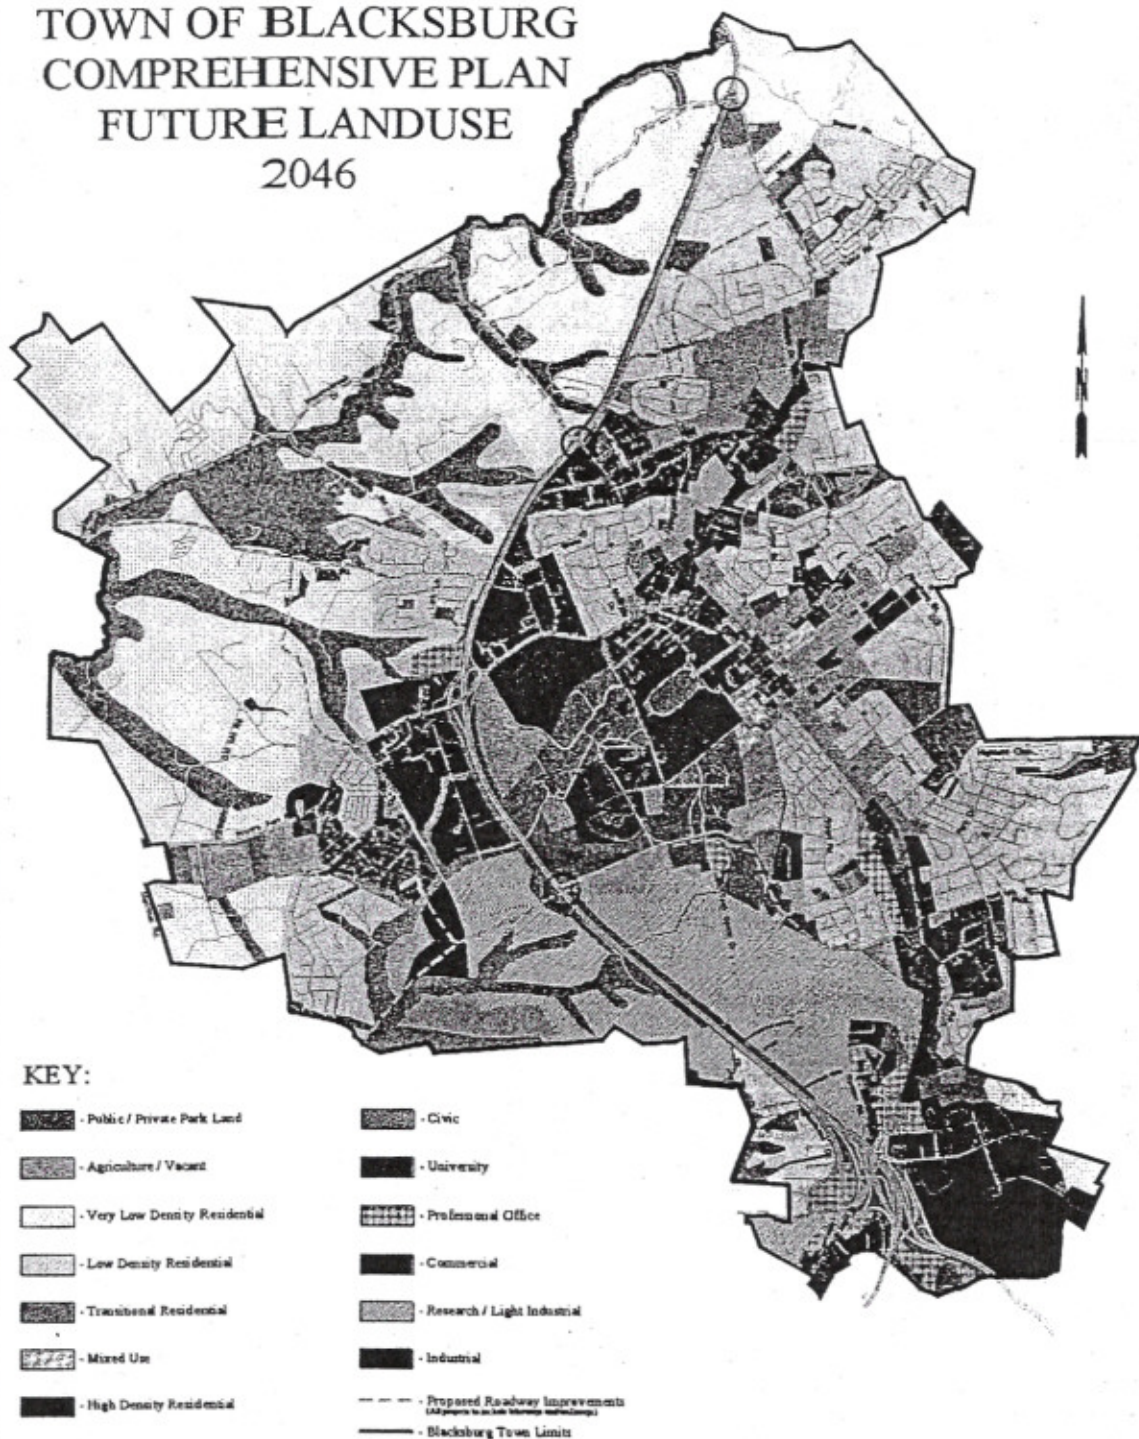 TOWN OF BLACKSBURG
COMPREHENSIVE PLAN
FUTURE LANDUSE
2046
N
KEY:
- Public / Private Park Land
- Agriculture / Vacant
- Very Low Density Residential
- Low Density Residential
- Transitional Residential
- Mixed Use
- High Density Residential
- Civic
- University
- Professional Office
- Commercial
- Research / Light Industrial
- Industrial
- Proposed Roadway Improvements
- Blacksburg Town Limits